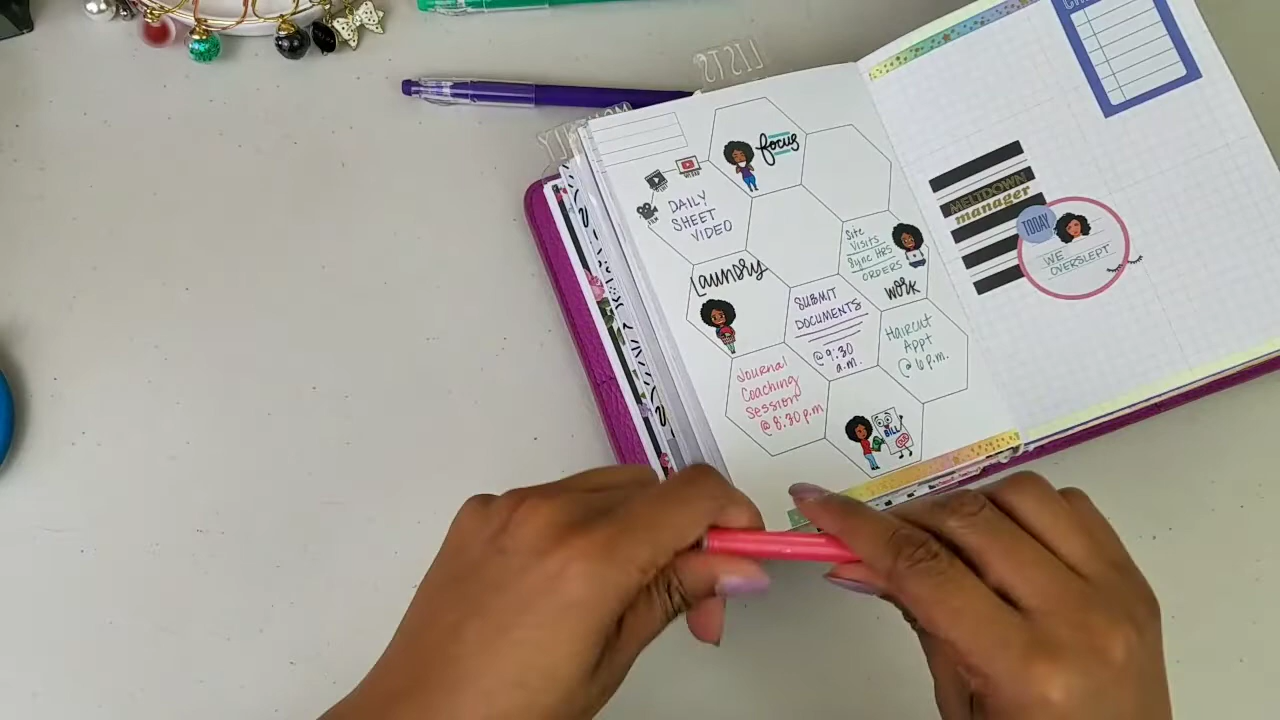 LISTS
focus
DAILY
SHEET
VIDEO
Site
Visits
Sync HRS
ORDERS
work
Laundry
SUBMIT
DOCUMENTS
@ 9:30
a.m.
Haircut
Appt
@ 6 p.m.
Journal
Coaching
Session
@ 8:30 p.m
BILL
MELTDOWN
manager
TODAY
WE
OVERSLEPT